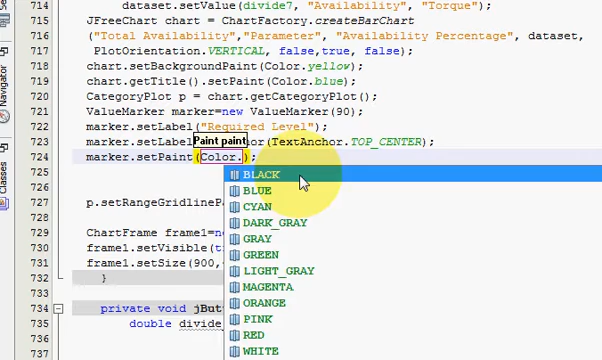 714 dataset.setValue(divide7, "Availability", "Torque");
715 JFreeChart chart = ChartFactory.createBarChart
716 ("Total Availability","Parameter", "Availability Percentage", dataset,
717 PlotOrientation.VERTICAL, false,true, false);
718 chart.setBackgroundPaint(Color.yellow);
719 chart.getTitle().setPaint(Color.blue);
720 CategoryPlot p = chart.getCategoryPlot();
721 ValueMarker marker=new ValueMarker(90);
722 marker.setLabel("Required Level");
723 marker.setLabel Paint paint or(TextAnchor.TOP_CENTER);
724 marker.setPaint(Color.);
725 BLACK
BLUE
727 p.setRangeGridlineP CYAN
728 DARK_GRAY
729 ChartFrame frame1=n GRAY
730 frame1.setVisible(t GREEN
731 frame1.setSize(900, LIGHT_GRAY
732 } MAGENTA
733 ORANGE
734 private void jBut PINK
735 double divide RED
WHITE
737
Navigator
Classes